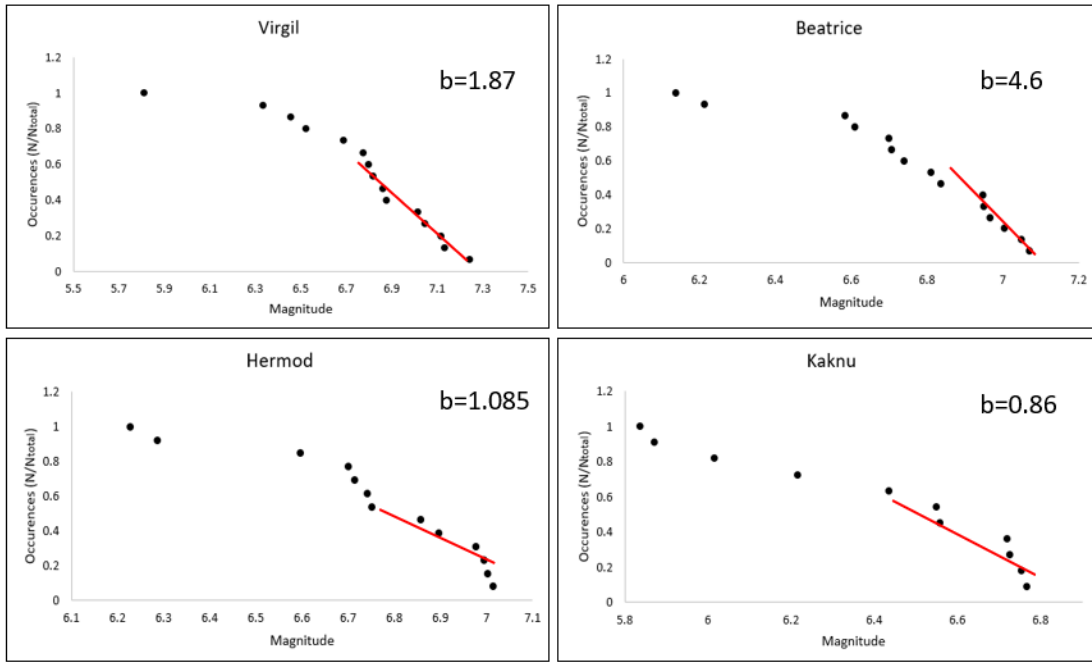 Virgil
b=1.87
Occurences (N/Ntotal)
1.2
1
0.8
0.6
0.4
0.2
0
5.5 5.7 5.9 6.1 6.3 6.5 6.7 6.9 7.1 7.3 7.5
Magnitude
Beatrice
b=4.6
Occurences (N/Ntotal)
1.2
1
0.8
0.6
0.4
0.2
0
6 6.2 6.4 6.6 6.8 7 7.2
Magnitude
Hermod
b=1.085
Occurences (N/Ntotal)
1.2
1
0.8
0.6
0.4
0.2
0
6.1 6.2 6.3 6.4 6.5 6.6 6.7 6.8 6.9 7 7.1
Magnitude
Kaknu
b=0.86
Occurences (N/Ntotal)
1.2
1
0.8
0.6
0.4
0.2
0
5.8 6 6.2 6.4 6.6 6.8
Magnitude